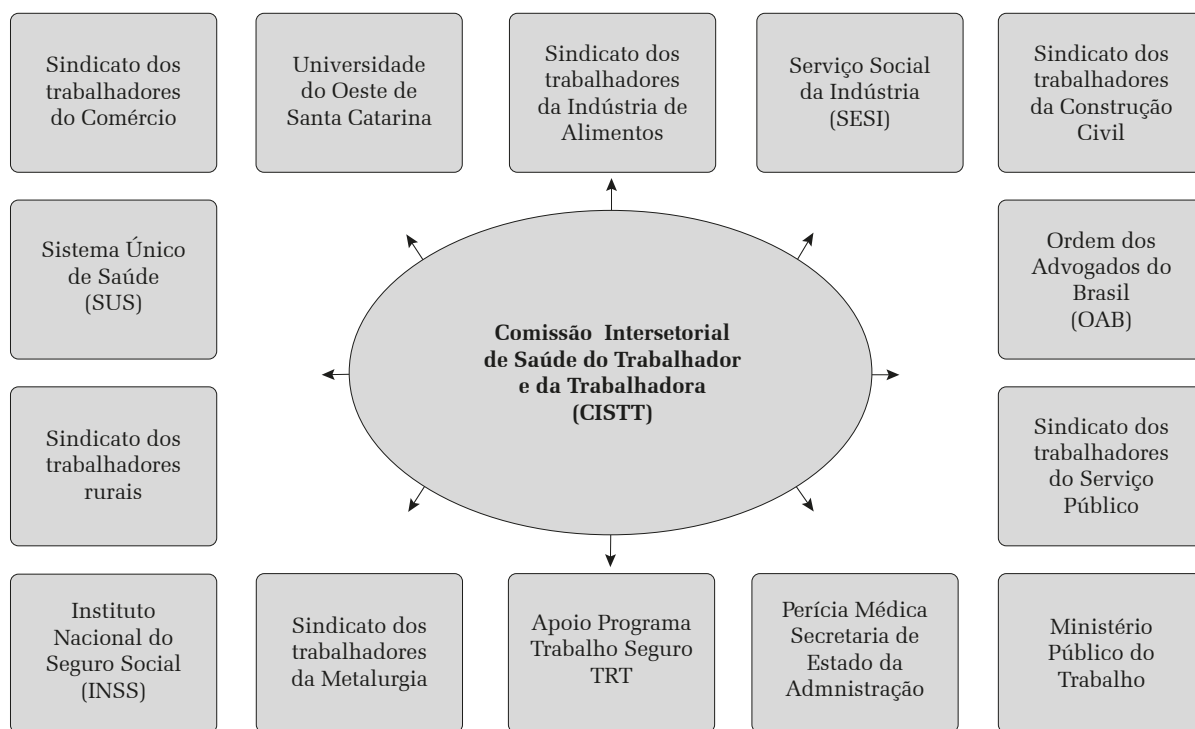 Sindicato dos
trabalhadores
do Comércio
Universidade
do Oeste de
Santa Catarina
Sindicato dos
trabalhadores
da Indústria de
Alimentos
Serviço Social
da Indústria
(SESI)
Sindicato dos
trabalhadores
da Construção
Civil
Sistema Único
de Saúde
(SUS)
Comissão Intersetorial
de Saúde do Trabalhador
e da Trabalhadora
(CISTT)
Ordem dos
Advogados do
Brasil
(OAB)
Sindicato dos
trabalhadores
rurais
Sindicato dos
trabalhadores
do Serviço
Público
Instituto
Nacional do
Seguro Social
(INSS)
Sindicato dos
trabalhadores
da Metalurgia
Apoio Programa
Trabalho Seguro
TRT
Perícia Médica
Secretaria de
Estado da
Admnistração
Ministério
Público do
Trabalho